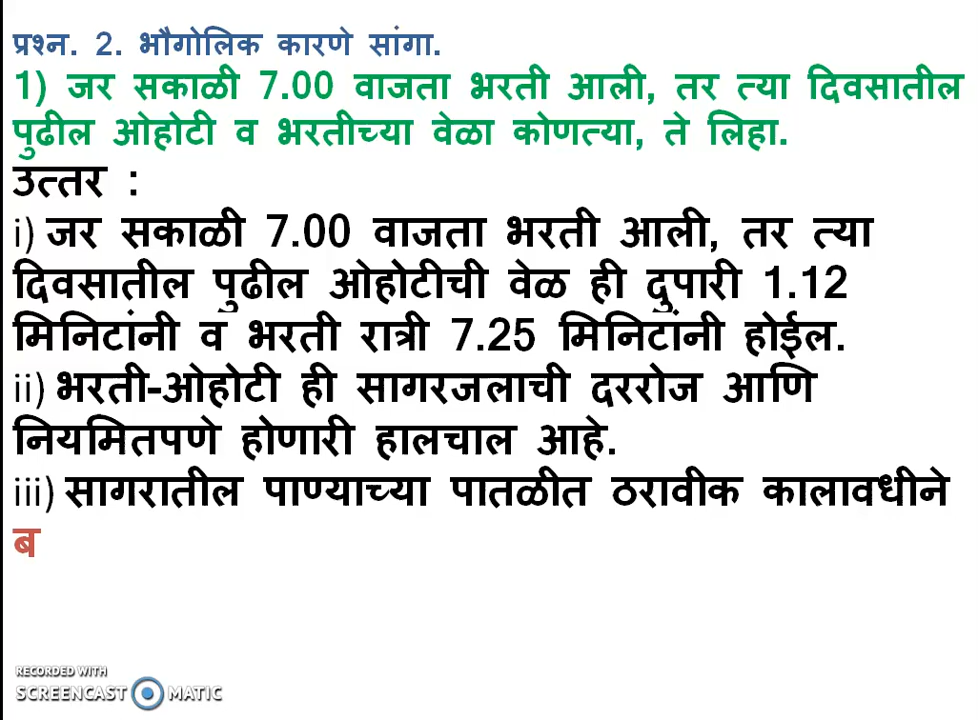 प्रश्न. 2. भौगोलिक कारणे सांगा.
1) जर सकाळी 7.00 वाजता भरती आली, तर त्या दिवसातील
पुढील ओहोटी व भरतीच्या वेळा कोणत्या, ते लिहा.
उत्तर :
i) जर सकाळी 7.00 वाजता भरती आली, तर त्या
दिवसातील पुढील ओहोटीची वेळ ही दुपारी 1.12
मिनिटांनी व भरती रात्री 7.25 मिनिटांनी होईल.
ii) भरती-ओहोटी ही सागरजलाची दररोज आणि
नियमितपणे होणारी हालचाल आहे.
iii) सागरातील पाण्याच्या पातळीत ठरावीक कालावधीने
ब
RECORDED WITH
SCREENCAST MATIC